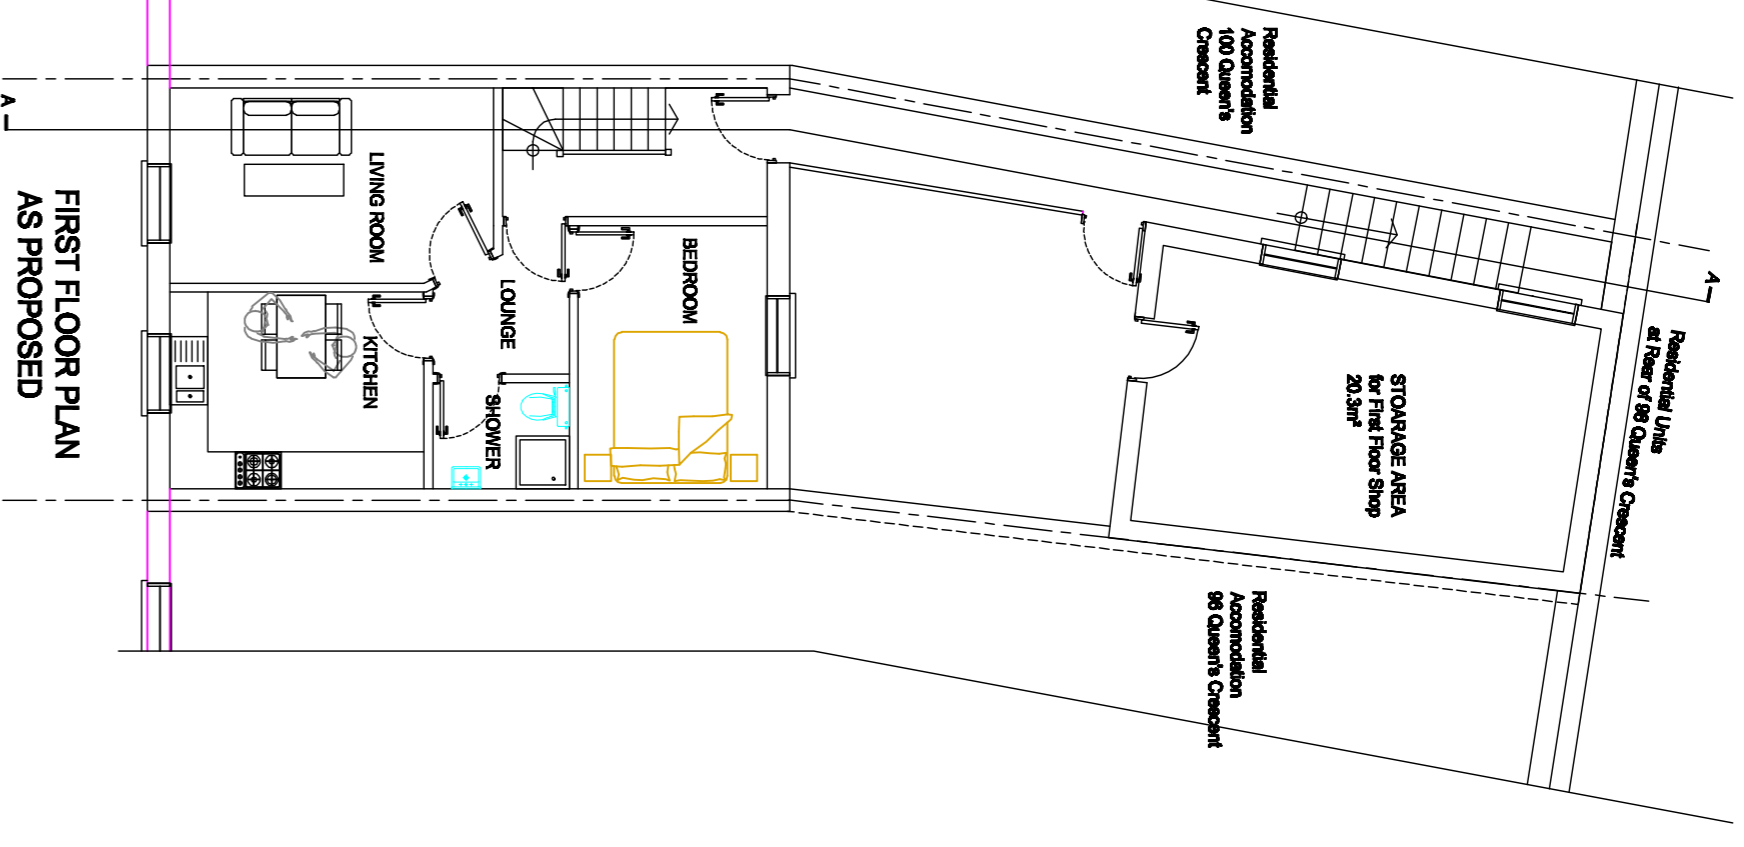 FIRST FLOOR PLAN
AS PROPOSED
A
A
LIVING ROOM
KITCHEN
LOUNGE
SHOWER
BEDROOM
STOARAGE AREA
for First Floor Shop
20.3m²
Residential
Accomodation
100 Queen's
Crescent
Residential Units
at Rear of 98 Queen's Crescent
Residential
Accomodation
96 Queen's Crescent